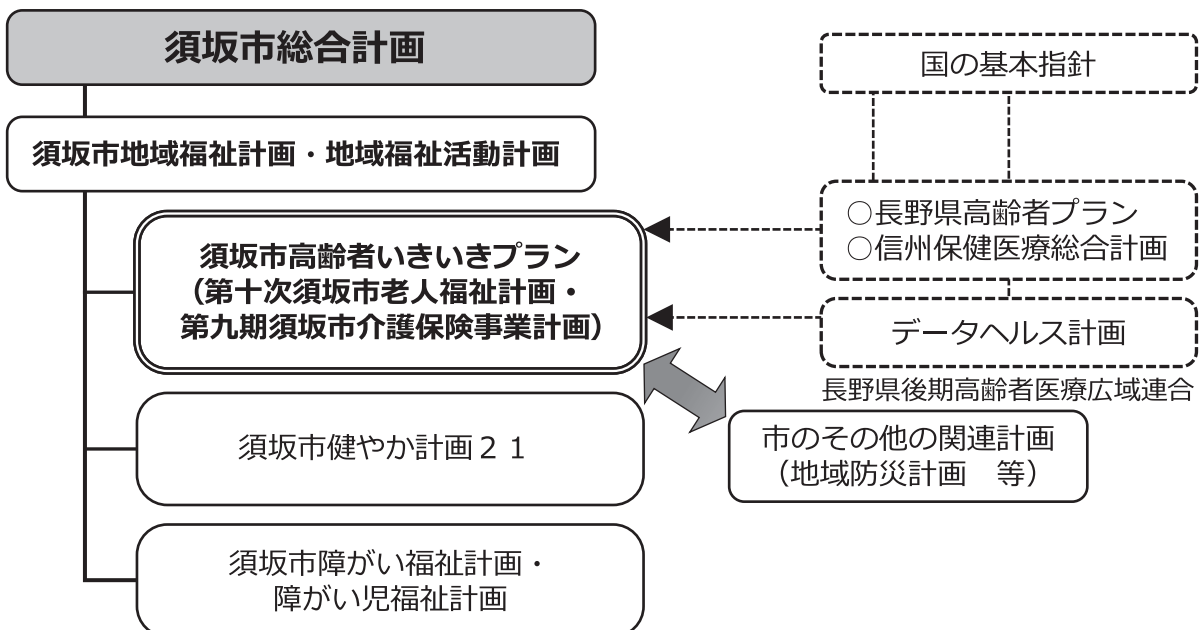 須坂市総合計画
国の基本指針
須坂市地域福祉計画・地域福祉活動計画
○長野県高齢者プラン
○信州保健医療総合計画
須坂市高齢者いきいきプラン
（第十次須坂市老人福祉計画・
第九期須坂市介護保険事業計画）
データヘルス計画
長野県後期高齢者医療広域連合
須坂市健やか計画２１
市のその他の関連計画
（地域防災計画　等）
須坂市障がい福祉計画・
障がい児福祉計画